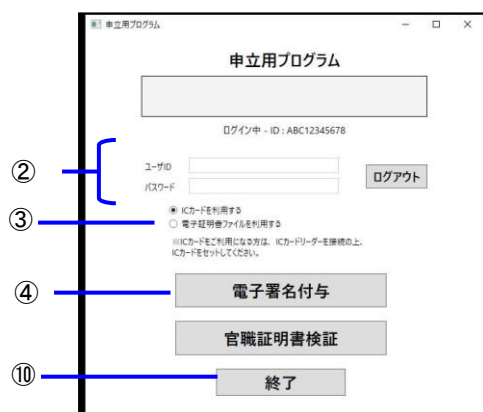 申立用プログラム
申立用プログラム
ログイン中 - ID : ABC12345678
②
ユーザID
パスワード
ログアウト
③
ICカードを利用する
電子証明書ファイルを利用する
※ICカードをご利用になる方は、ICカードリーダーを接続の上、
ICカードをセットしてください。
④
電子署名付与
官職証明書検証
⑩
終了